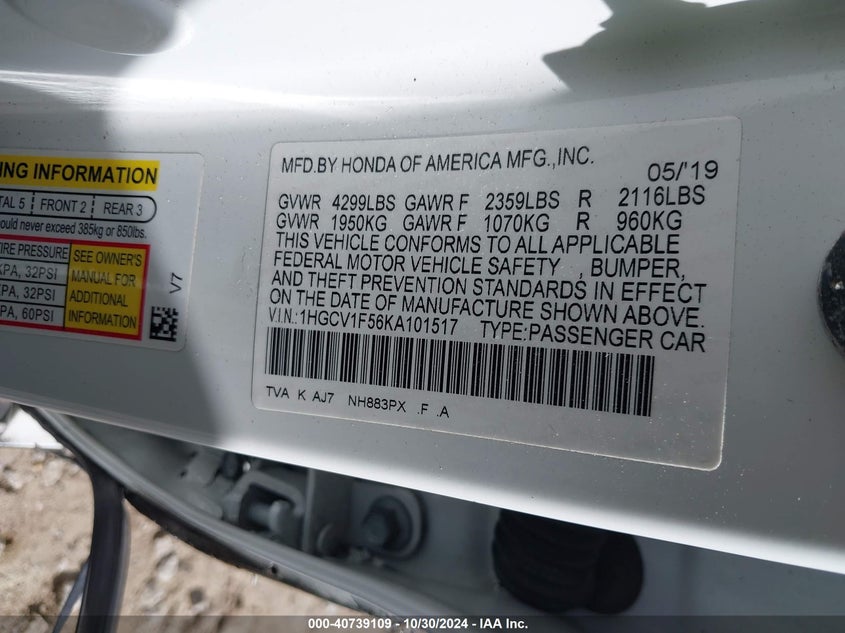 ING INFORMATION
TAL 5 FRONT 2 REAR 3
ould never exceed 385kg or 850lbs.
IRE PRESSURE
KPA, 32PSI
KPA, 32PSI
PA, 60PSI
SEE OWNER'S
MANUAL FOR
ADDITIONAL
INFORMATION
V7
MFD.BY HONDA OF AMERICA MFG.,INC. 05/'19
GVWR 4299LBS GAWR F 2359LBS R 2116LBS
GVWR 1950KG GAWR F 1070KG R 960KG
THIS VEHICLE CONFORMS TO ALL APPLICABLE
FEDERAL MOTOR VEHICLE SAFETY , BUMPER,
AND THEFT PREVENTION STANDARDS IN EFFECT
ON THE DATE OF MANUFACTURE SHOWN ABOVE.
V.I.N.:1HGCV1F56KA101517 TYPE:PASSENGER CAR
TVA K AJ7 NH883PX .F .A
000-40739109 - 10/30/2024 - IAA Inc.